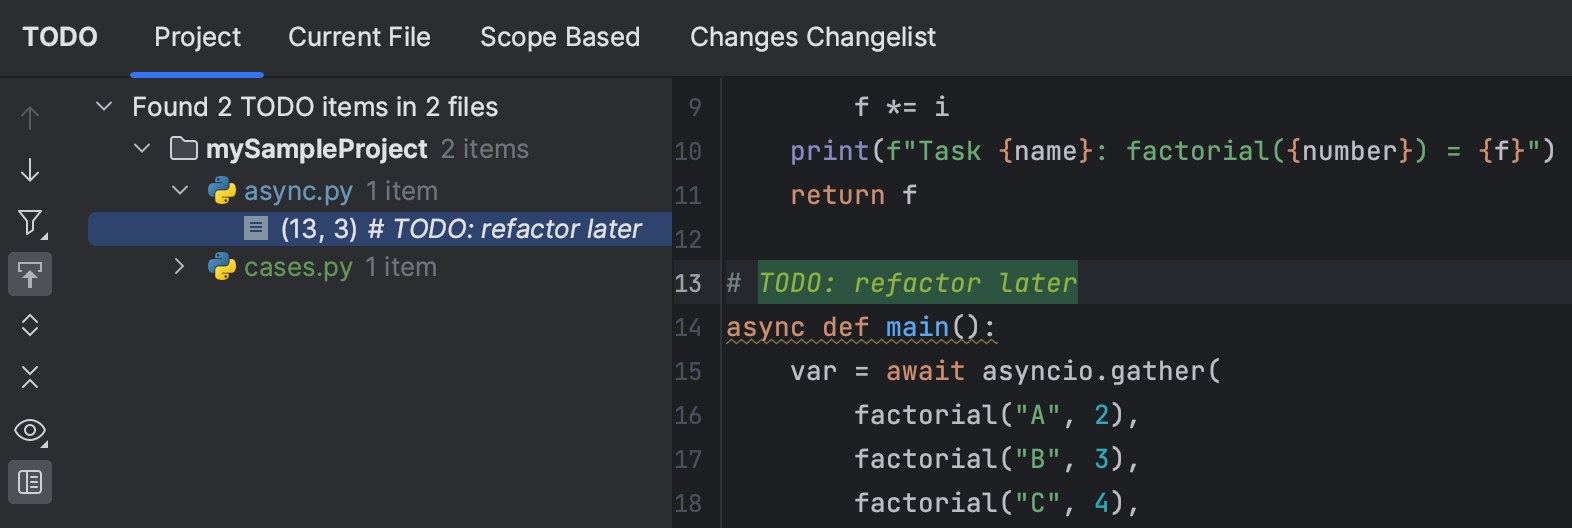 TODO Project Current File Scope Based Changes Changelist
Found 2 TODO items in 2 files
mySampleProject 2 items
async.py 1 item
(13, 3) # TODO: refactor later
cases.py 1 item
9 f *= i
10 print(f"Task {name}: factorial({number}) = {f}")
11 return f
12
13 # TODO: refactor later
14 async def main():
15 var = await asyncio.gather(
16 factorial("A", 2),
17 factorial("B", 3),
18 factorial("C", 4),